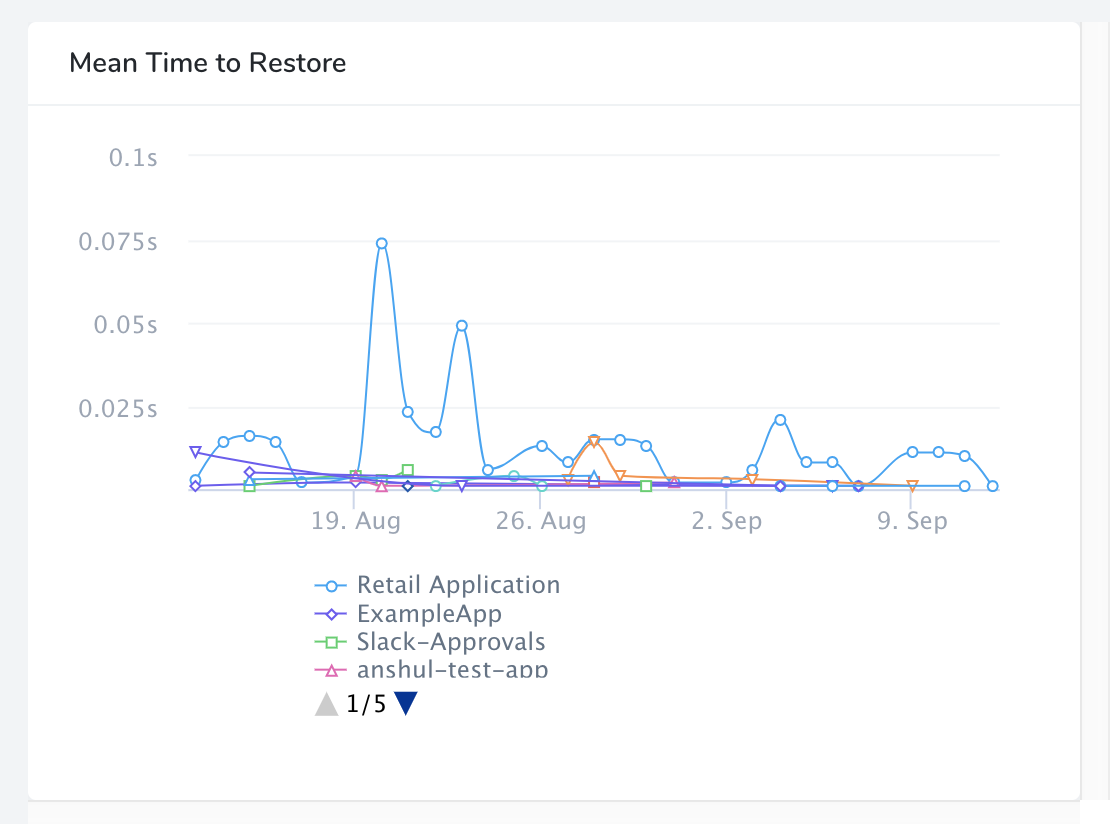 Mean Time to Restore
0.1s
0.075s
0.05s
0.025s
19. Aug 26. Aug 2. Sep 9. Sep
Retail Application
ExampleApp
Slack-Approvals
anshul-test-app
1/5